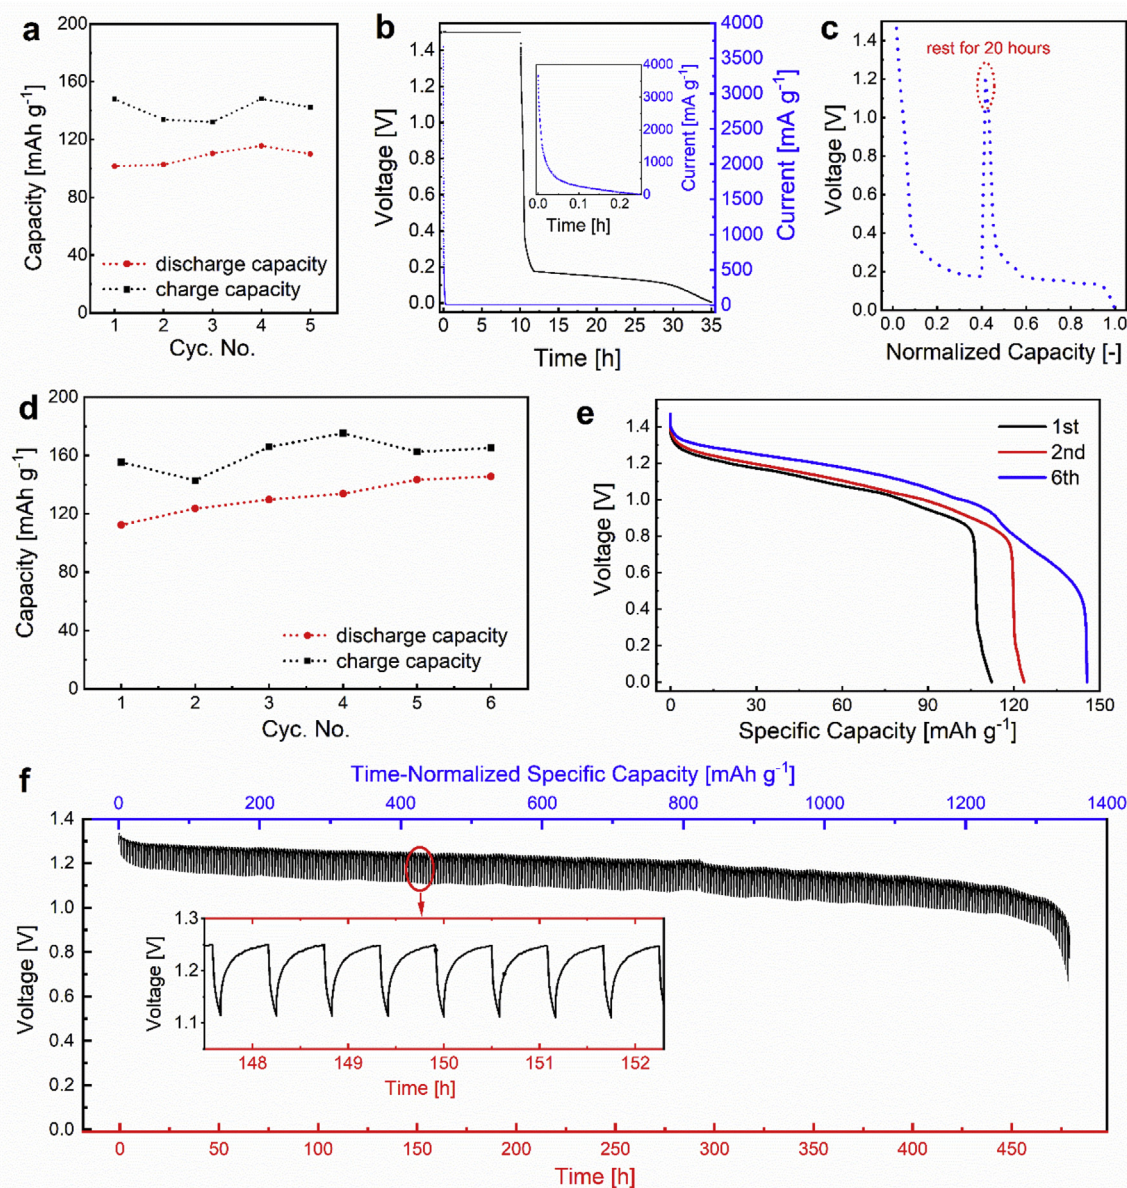 a
200
160
120
80
40
0
Capacity [mAh g-1]
discharge capacity
charge capacity
1 2 3 4 5
Cyc. No.
b
1.4
1.2
1.0
0.8
0.6
0.4
0.2
0.0
Voltage [V]
4000
3500
3000
2500
2000
1500
1000
500
0
Current [mA g-1]
0 5 10 15 20 25 30 35
Time [h]
4000
3000
2000
1000
0
Current [mA g-1]
0.0 0.1 0.2
Time [h]
c
rest for 20 hours
1.4
1.2
1.0
0.8
0.6
0.4
0.2
0.0
Voltage [V]
0.0 0.2 0.4 0.6 0.8 1.0
Normalized Capacity [-]
d
200
160
120
80
40
0
Capacity [mAh g-1]
discharge capacity
charge capacity
1 2 3 4 5 6
Cyc. No.
e
1.4
1.2
1.0
0.8
0.6
0.4
0.2
0.0
Voltage [V]
1st
2nd
6th
0 30 60 90 120 150
Specific Capacity [mAh g-1]
f
Time-Normalized Specific Capacity [mAh g-1]
0 200 400 600 800 1000 1200 1400
1.4
1.2
1.0
0.8
0.6
0.4
0.2
0.0
Voltage [V]
1.3
1.2
1.1
Voltage [V]
148 149 150 151 152
Time [h]
0 50 100 150 200 250 300 350 400 450
Time [h]